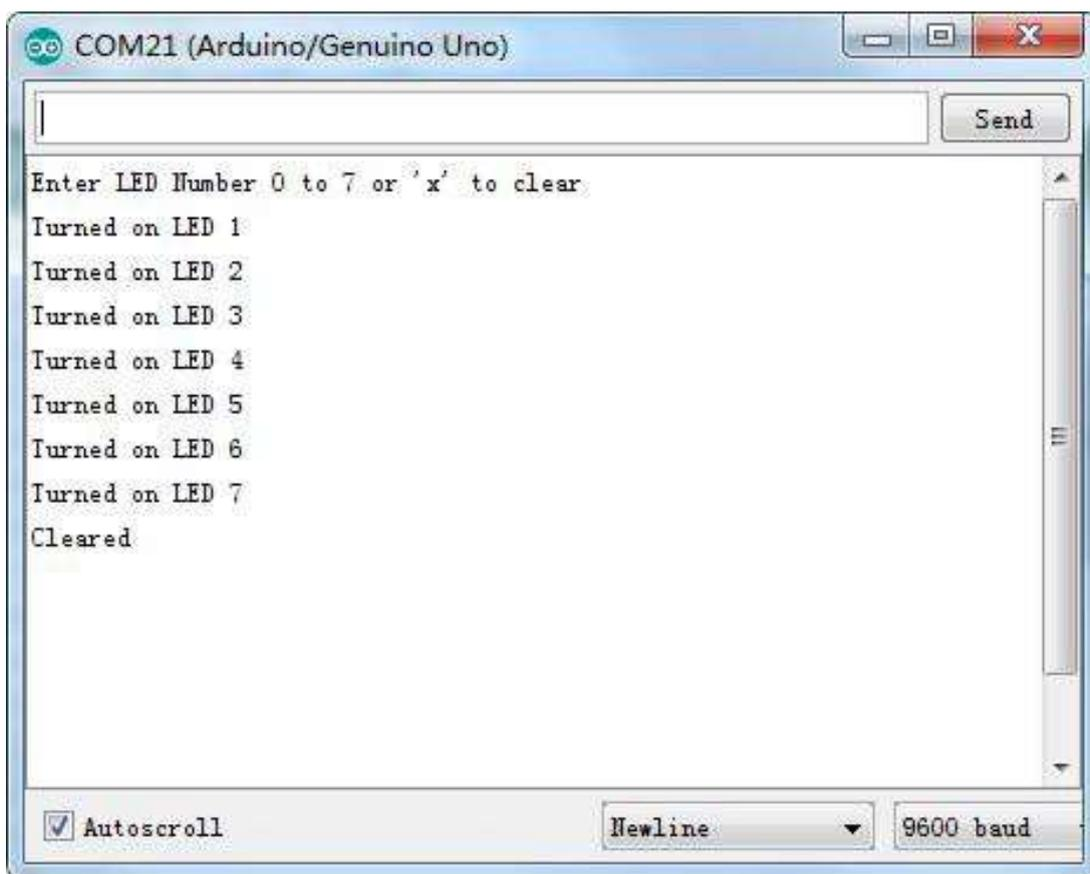 COM21 (Arduino/Genuino Uno)
Send
Enter LED Number 0 to 7 or 'x' to clear
Turned on LED 1
Turned on LED 2
Turned on LED 3
Turned on LED 4
Turned on LED 5
Turned on LED 6
Turned on LED 7
Cleared
Autoscroll
Newline
9600 baud